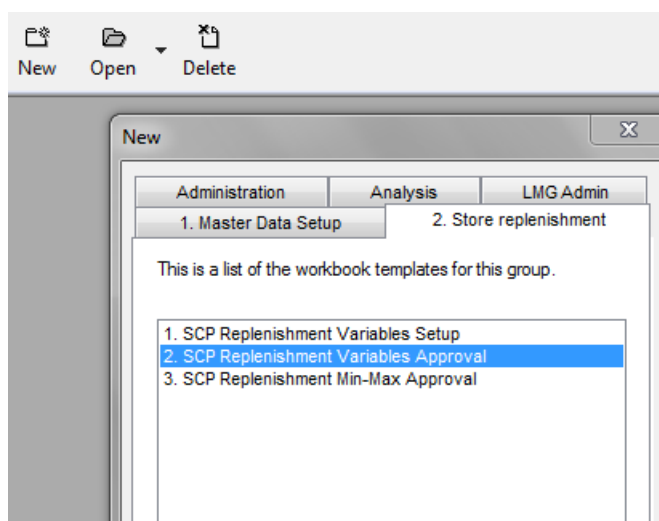 New Open Delete
New
Administration Analysis LMG Admin
1. Master Data Setup 2. Store replenishment
This is a list of the workbook templates for this group.
1. SCP Replenishment Variables Setup
2. SCP Replenishment Variables Approval
3. SCP Replenishment Min-Max Approval